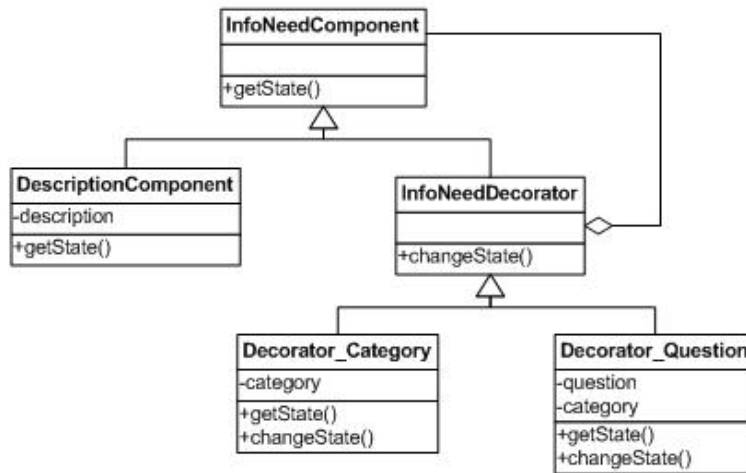 InfoNeedComponent
+getState()
DescriptionComponent
-description
+getState()
InfoNeedDecorator
+changeState()
Decorator_Category
-category
+getState()
+changeState()
Decorator_Question
-question
-category
+getState()
+changeState()